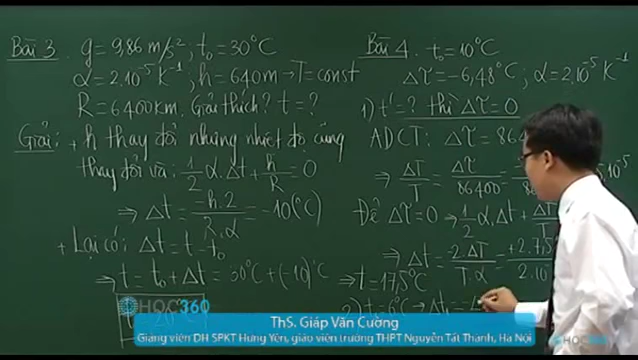 Bài 3. g = 9,86 m/s²; t₀ = 30°C
α = 2.10⁻⁵ K⁻¹; h = 640m → T = const
R = 6400km. Giải thích? t = ?
Giải: + h thay đổi nhưng nhiệt độ cũng
thay đổi và: 1/2 α.Δt + h/R = 0
⇒ Δt = -h.2/R.α = -10(°C)
+ Lại có: Δt = t - t₀
⇒ t = t₀ + Δt = 30°C + (-10)°C
Bài 4. t₀ = 10°C
Δτ = -6,48°C; α = 2.10⁻⁵ K⁻¹
1) t' = ? thì Δτ = 0
ADCT: Δτ = 864
⇒ ΔT/T = Δτ/86400 =
Để Δτ = 0 → 1/2 α.Δt +
⇒ Δt = -2.ΔT/T.α = +2.7,5/2.10
⇒ t = 17,5°C
2) t = 6°C → Δt =
HOC360
ThS. Giáp Văn Cường
Giảng viên ĐH SPKT Hưng Yên, giáo viên trường THPT Nguyễn Tất Thành, Hà Nội